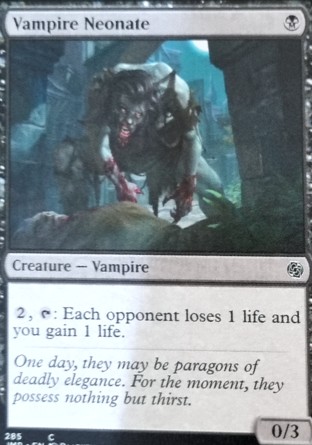 Vampire Neonate
Creature — Vampire
2, : Each opponent loses 1 life and
you gain 1 life.
One day, they may be paragons of
deadly elegance. For the moment, they
possess nothing but thirst.
0/3
285 C